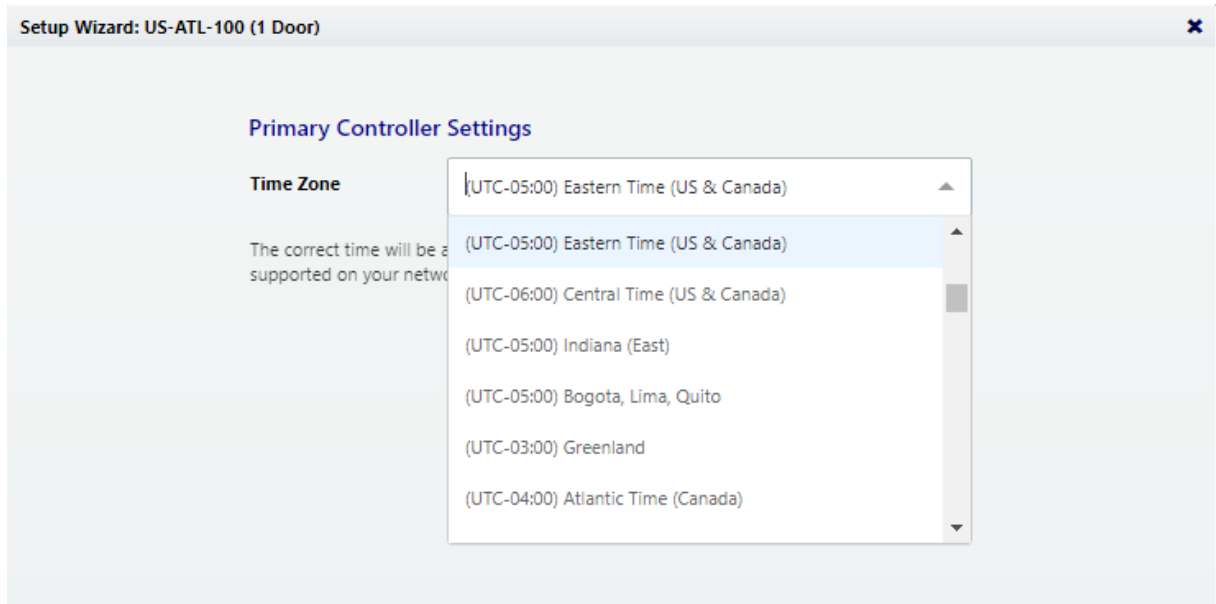 Setup Wizard: US-ATL-100 (1 Door)
Primary Controller Settings
Time Zone
(UTC-05:00) Eastern Time (US & Canada)
The correct time will be
supported on your
(UTC-05:00) Eastern Time (US & Canada)
(UTC-06:00) Central Time (US & Canada)
(UTC-05:00) Indiana (East)
(UTC-05:00) Bogota, Lima, Quito
(UTC-03:00) Greenland
(UTC-04:00) Atlantic Time (Canada)